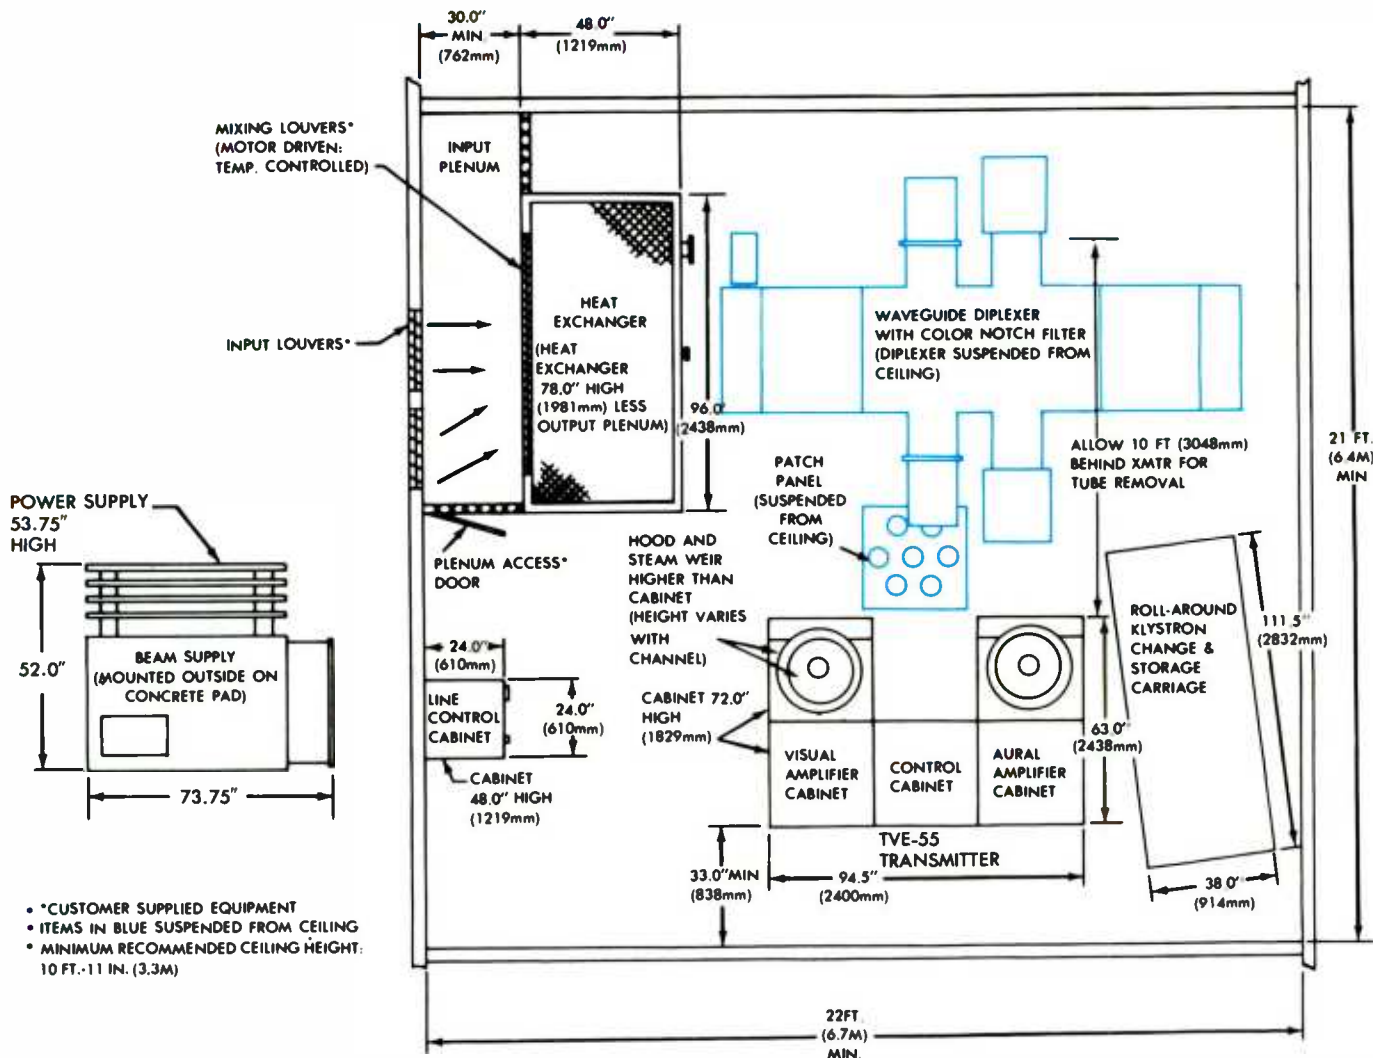 30.0"
MIN.
(762mm)
48.0"
(1219mm)
MIXING LOUVERS*
(MOTOR DRIVEN:
TEMP. CONTROLLED)
INPUT
PLENUM
INPUT LOUVERS*
HEAT
EXCHANGER
(HEAT
EXCHANGER
78.0" HIGH
(1981mm) LESS
OUTPUT PLENUM)
96.0"
(2438mm)
WAVEGUIDE DIPLEXER
WITH COLOR NOTCH FILTER
(DIPLEXER SUSPENDED FROM
CEILING)
ALLOW 10 FT (3048mm)
BEHIND XMTR FOR
TUBE REMOVAL
21 FT.
(6.4M)
MIN
PATCH
PANEL
(SUSPENDED
FROM
CEILING)
POWER SUPPLY
53.75"
HIGH
PLENUM ACCESS*
DOOR
HOOD AND
STEAM WEIR
HIGHER THAN
CABINET
(HEIGHT VARIES
WITH
CHANNEL)
ROLL-AROUND
KLYSTRON
CHANGE &
STORAGE
CARRIAGE
111.5"
(2832mm)
52.0"
BEAM SUPPLY
(MOUNTED OUTSIDE ON
CONCRETE PAD)
73.75"
24.0"
(610mm)
LINE
CONTROL
CABINET
24.0"
(610mm)
CABINET
48.0" HIGH
(1219mm)
CABINET 72.0"
HIGH
(1829mm)
VISUAL
AMPLIFIER
CABINET
CONTROL
CABINET
AURAL
AMPLIFIER
CABINET
63.0"
(2438mm)
TVE-55
TRANSMITTER
33.0"MIN
(838mm)
94.5"
(2400mm)
38.0"
(914mm)
• *CUSTOMER SUPPLIED EQUIPMENT
• ITEMS IN BLUE SUSPENDED FROM CEILING
• MINIMUM RECOMMENDED CEILING HEIGHT:
10 FT.-11 IN. (3.3M)
22FT.
(6.7M)
MIN.